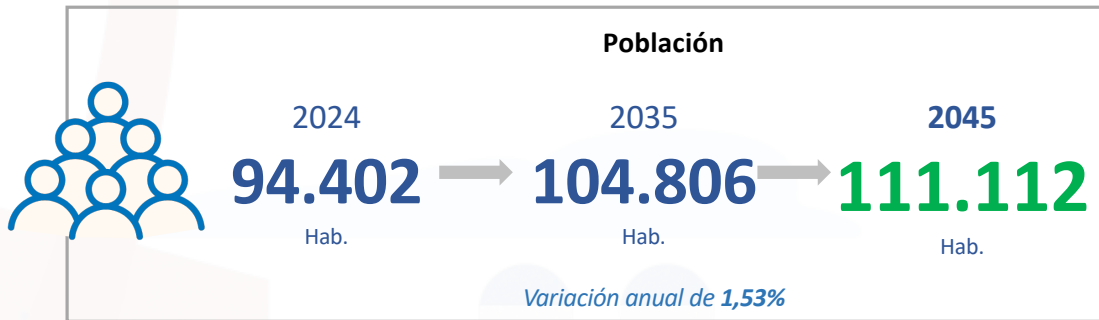 Población
2024
2035
2045
94.402
104.806
111.112
Hab.
Hab.
Hab.
Variación anual de 1,53%